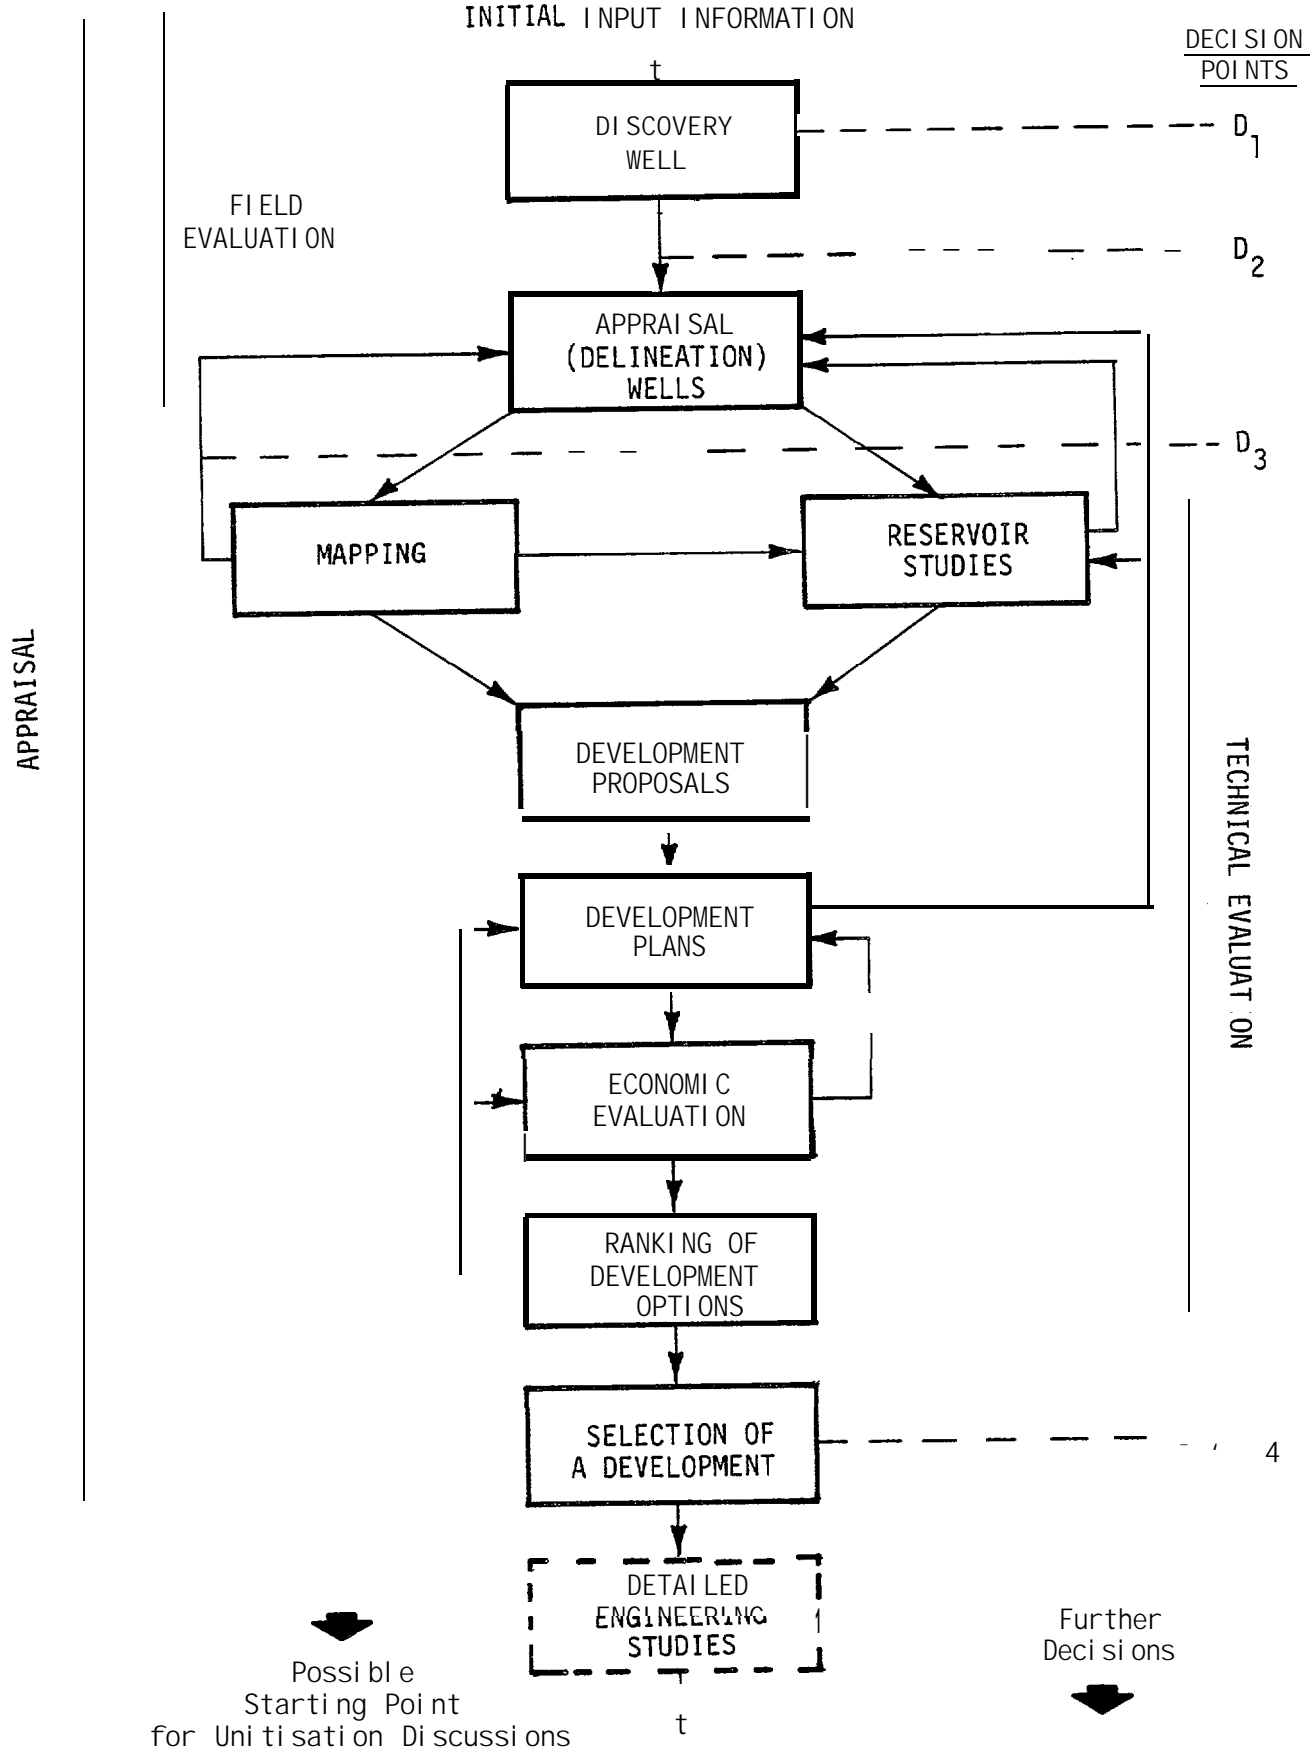 INITIAL INPUT INFORMATION
DECISION
POINTS
t
DISCOVERY
WELL
D1
FIELD
EVALUATION
D2
APPRAISAL
(DELINEATION)
WELLS
D3
MAPPING
RESERVOIR
STUDIES
APPRAISAL
DEVELOPMENT
PROPOSALS
TECHNICAL EVALUAT ON
DEVELOPMENT
PLANS
ECONOMIC
EVALUATION
RANKING OF
DEVELOPMENT
OPTIONS
SELECTION OF
A DEVELOPMENT
4
DETAILED
ENGINEERING
STUDIES
Further
Decisions
Possible
Starting Point
for Unitisation Discussions
t